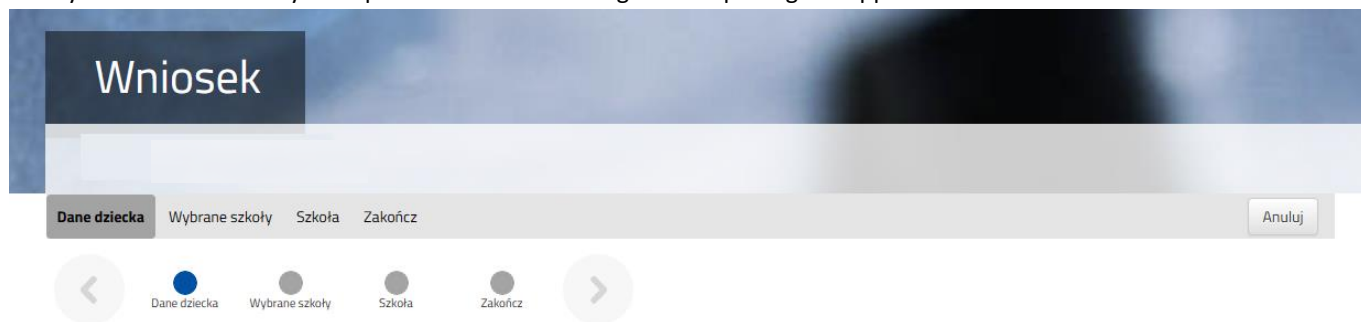 Wniosek
Dane dziecka Wybrane szkoły Szkoła Zakończ Anuluj
Dane dziecka Wybrane szkoły Szkoła Zakończ